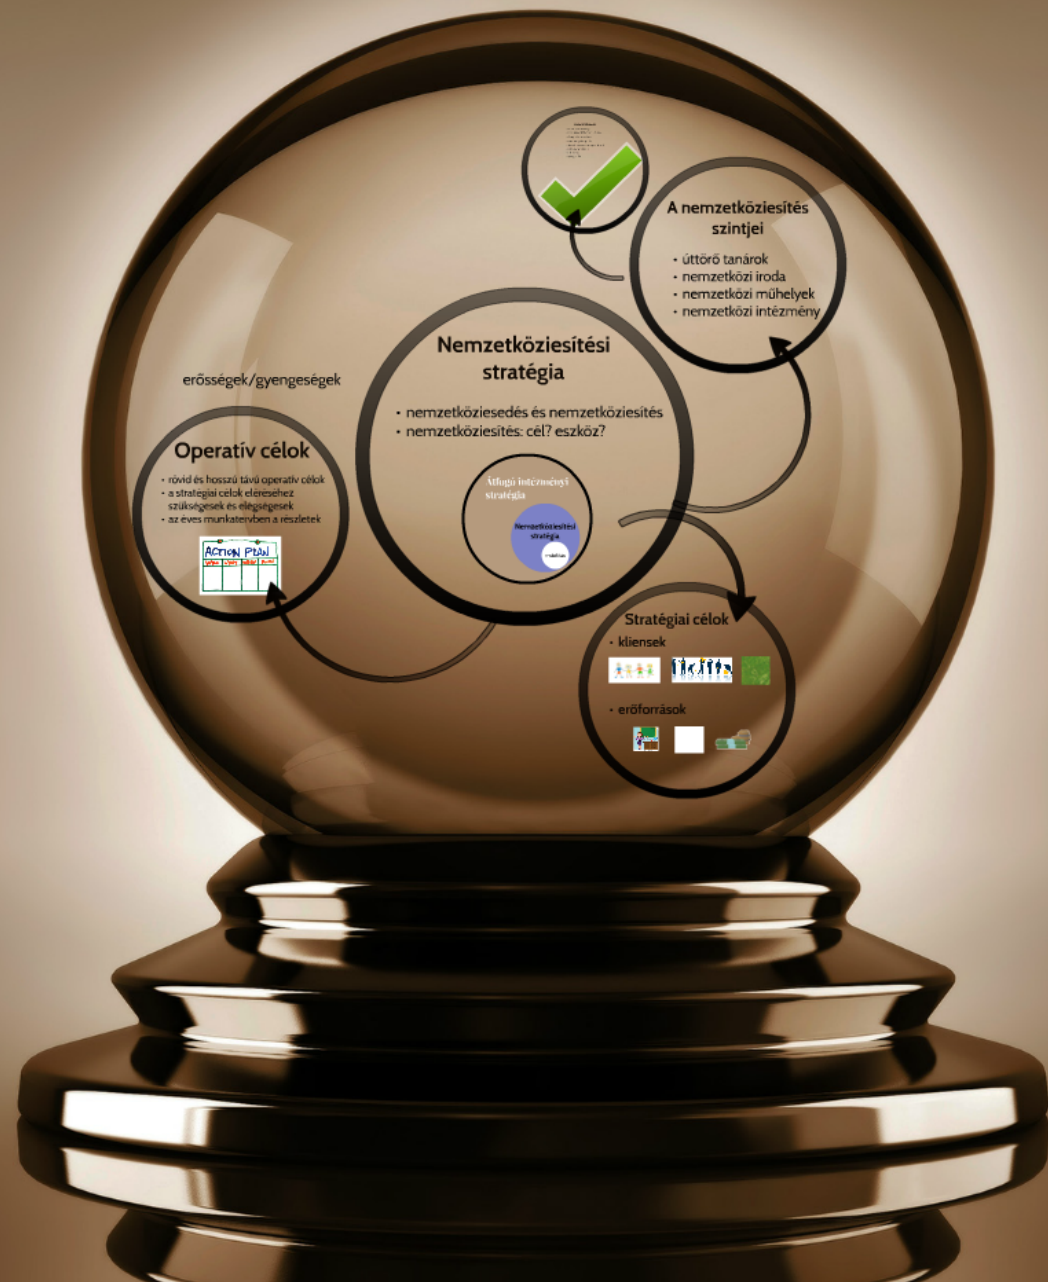 A nemzetköziesítés
szintjei
• úttörő tanárok
• nemzetközi iroda
• nemzetközi műhelyek
• nemzetközi intézmény
Nemzetköziesítési
stratégia
• nemzetköziesedés és nemzetköziesítés
• nemzetköziesítés: cél? eszköz?
Átfogó intézményi
stratégia
Nemzetköziesítési
stratégia
mobilitás
erősségek/gyengeségek
Operatív célok
• rövid és hosszú távú operatív célok
• a stratégiai célok eléréséhez
szükségesek és elégségesek
• az éves munkatervben a részletek
ACTION PLAN
Stratégiai célok
• kliensek
• erőforrások